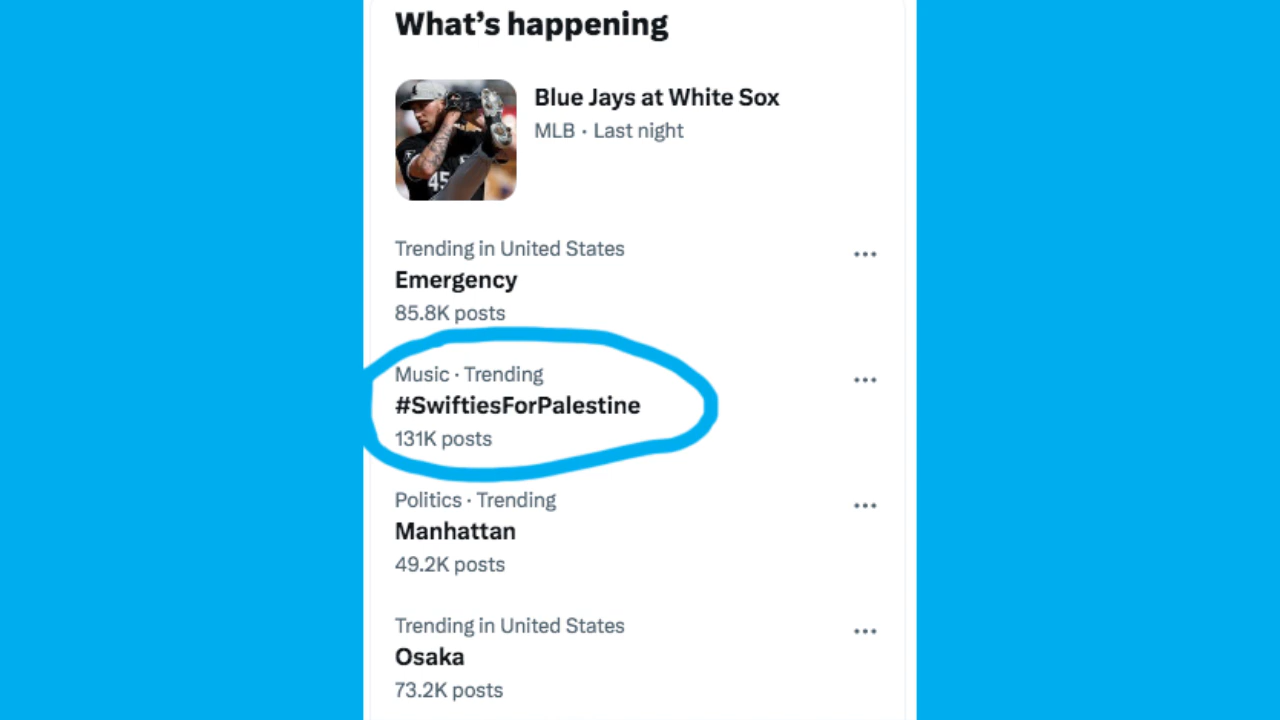 What's happening
Blue Jays at White Sox
MLB · Last night
45
Trending in United States
Emergency
85.8K posts
Music · Trending
#SwiftiesForPalestine
131K posts
Politics · Trending
Manhattan
49.2K posts
Trending in United States
Osaka
73.2K posts